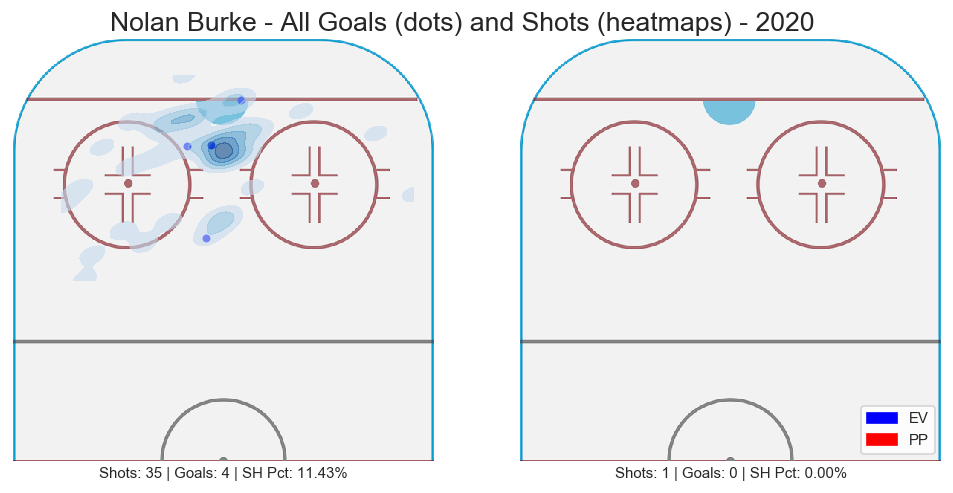 Nolan Burke - All Goals (dots) and Shots (heatmaps) - 2020
EV
PP
Shots: 35 | Goals: 4 | SH Pct: 11.43%
Shots: 1 | Goals: 0 | SH Pct: 0.00%